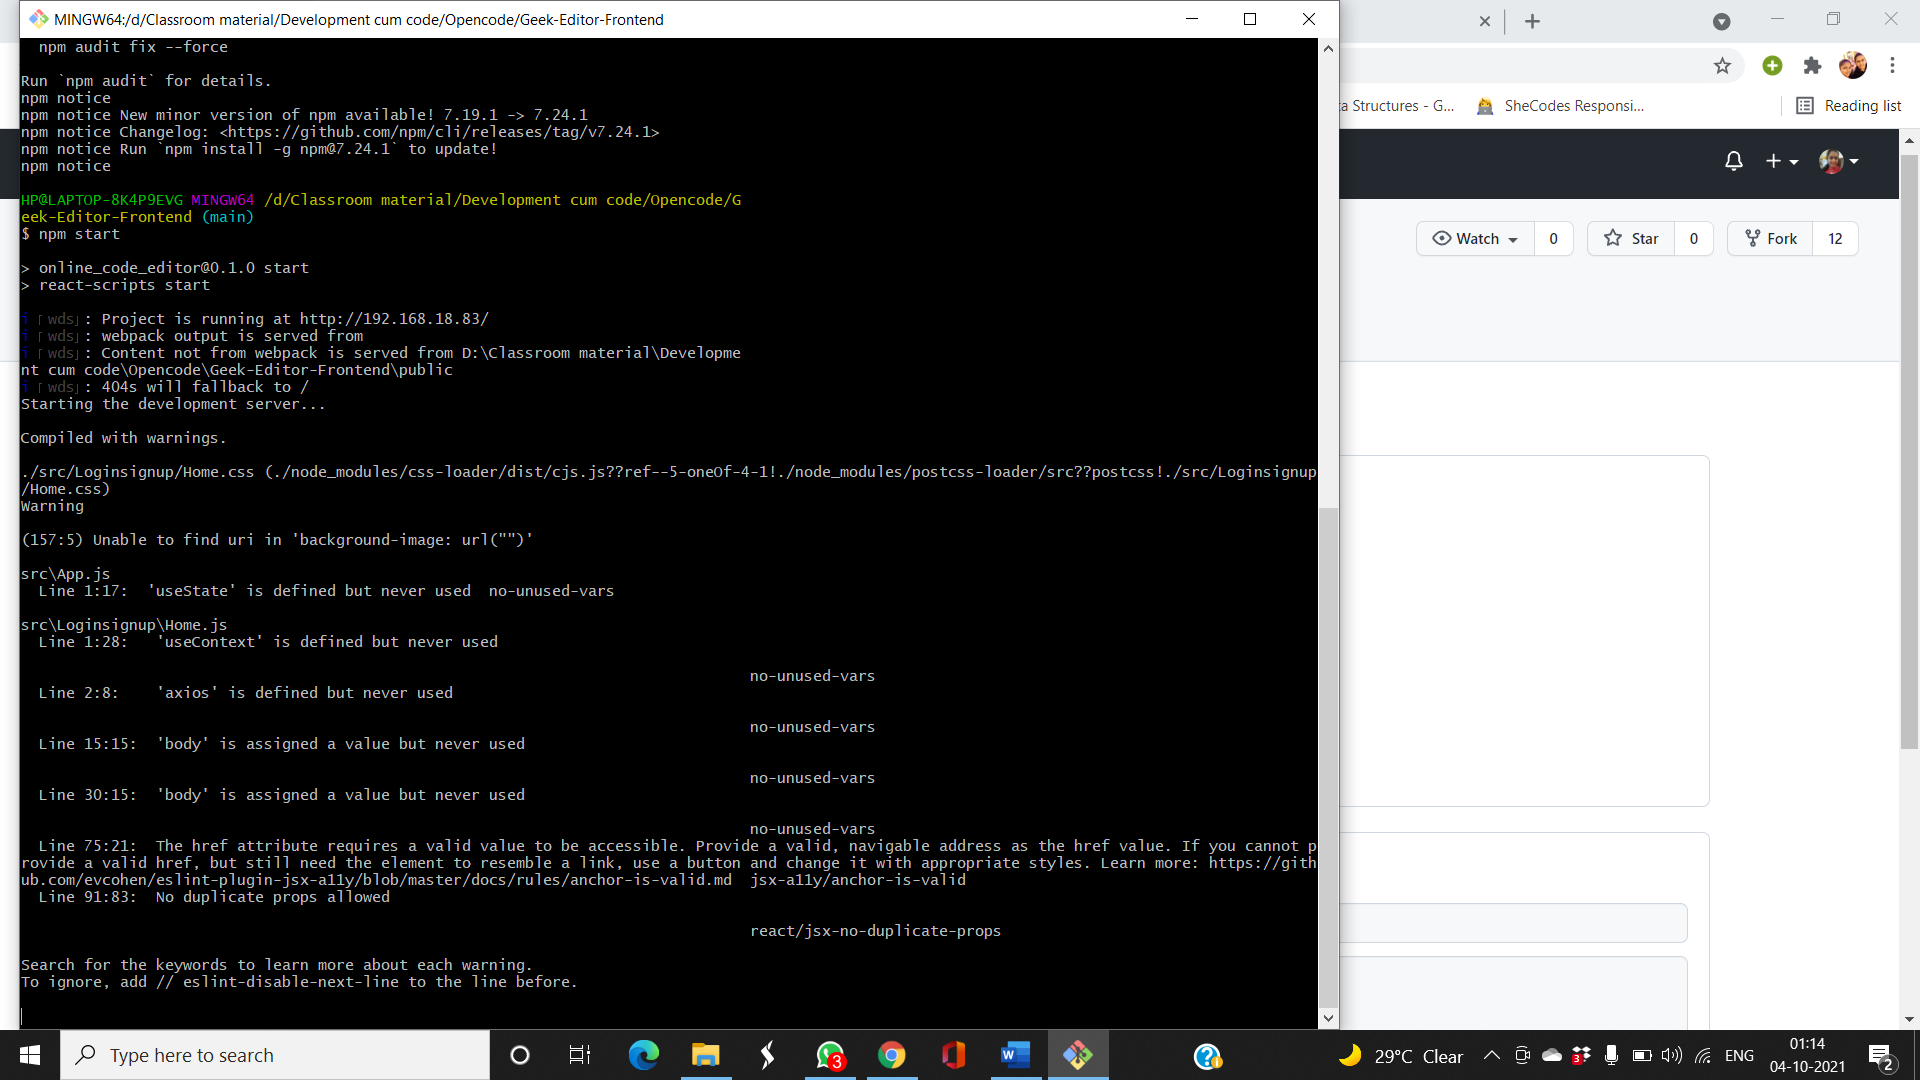 MINGW64:/d/Classroom material/Development cum code/Opencode/Geek-Editor-Frontend
npm audit fix --force
Run `npm audit` for details.
npm notice
npm notice New minor version of npm available! 7.19.1 -> 7.24.1
npm notice Changelog: <https://github.com/npm/cli/releases/tag/v7.24.1>
npm notice Run `npm install -g npm@7.24.1` to update!
npm notice
HP@LAPTOP-8K4P9EVG MINGW64 /d/Classroom material/Development cum code/Opencode/G
eek-Editor-Frontend (main)
$ npm start
> online_code_editor@0.1.0 start
> react-scripts start
i ｢wds｣: Project is running at http://192.168.18.83/
i ｢wds｣: webpack output is served from
i ｢wds｣: Content not from webpack is served from D:\Classroom material\Developme
nt cum code\Opencode\Geek-Editor-Frontend\public
i ｢wds｣: 404s will fallback to /
Starting the development server...
Compiled with warnings.
./src/Loginsignup/Home.css (./node_modules/css-loader/dist/cjs.js??ref--5-oneOf-4-1!./node_modules/postcss-loader/src??postcss!./src/Loginsignup
/Home.css)
Warning
(157:5) Unable to find uri in 'background-image: url("")'
src\App.js
Line 1:17:  'useState' is defined but never used  no-unused-vars
src\Loginsignup\Home.js
Line 1:28:   'useContext' is defined but never used
no-unused-vars
Line 2:8:    'axios' is defined but never used
no-unused-vars
Line 15:15:  'body' is assigned a value but never used
no-unused-vars
Line 30:15:  'body' is assigned a value but never used
no-unused-vars
Line 75:21:  The href attribute requires a valid value to be accessible. Provide a valid, navigable address as the href value. If you cannot p
rovide a valid href, but still need the element to resemble a link, use a button and change it with appropriate styles. Learn more: https://gith
ub.com/evcohen/eslint-plugin-jsx-a11y/blob/master/docs/rules/anchor-is-valid.md  jsx-a11y/anchor-is-valid
Line 91:83:  No duplicate props allowed
react/jsx-no-duplicate-props
Search for the keywords to learn more about each warning.
To ignore, add // eslint-disable-next-line to the line before.
ta Structures - G...
SheCodes Responsi...
Reading list
Watch 0
Star 0
Fork 12
Type here to search
3
29°C Clear
3
ENG
01:14
04-10-2021
2